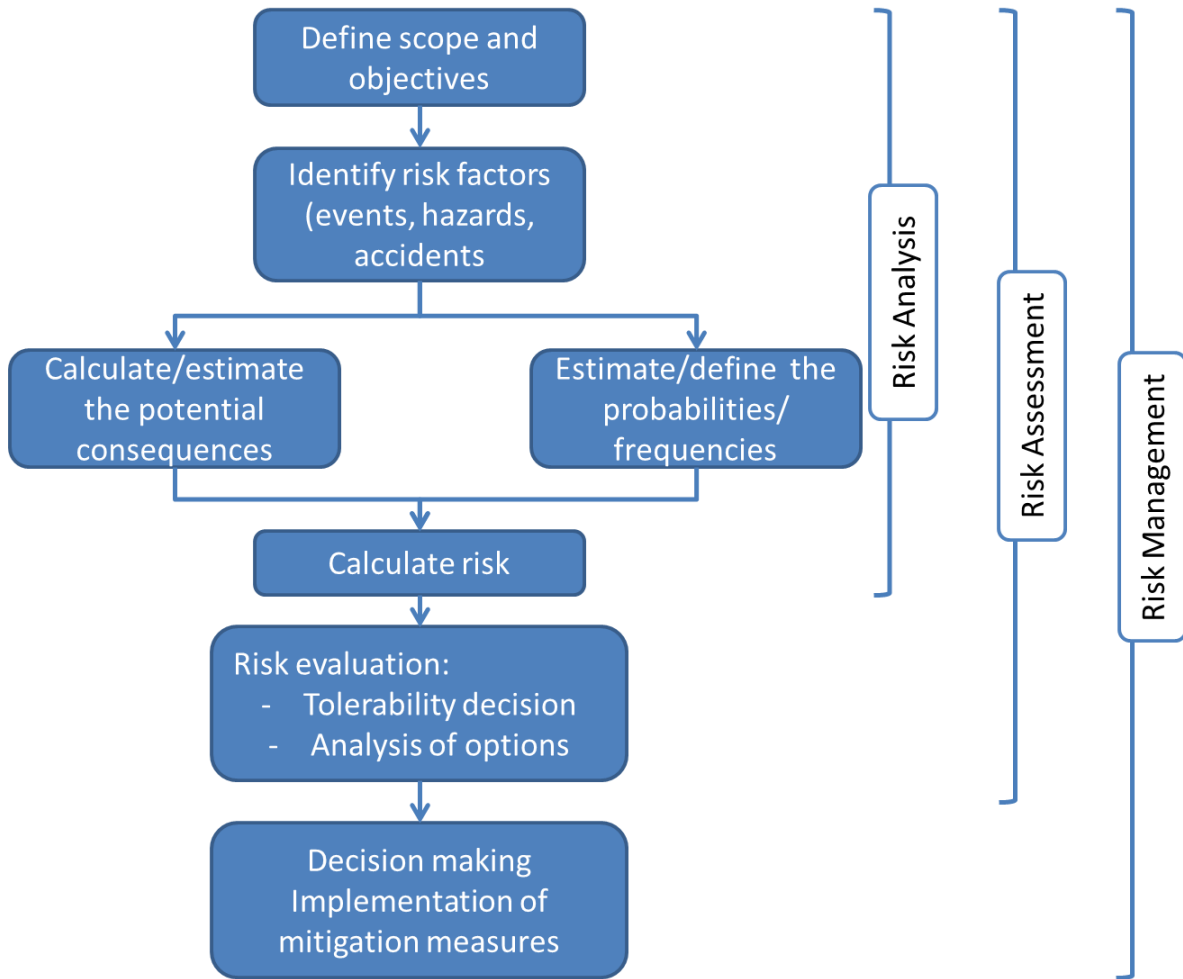 Define scope and
objectives
Identify risk factors
(events, hazards,
accidents
Calculate/estimate
the potential
consequences
Estimate/define the
probabilities/
frequencies
Calculate risk
Risk evaluation:
- Tolerability decision
- Analysis of options
Decision making
Implementation of
mitigation measures
Risk Analysis
Risk Assessment
Risk Management